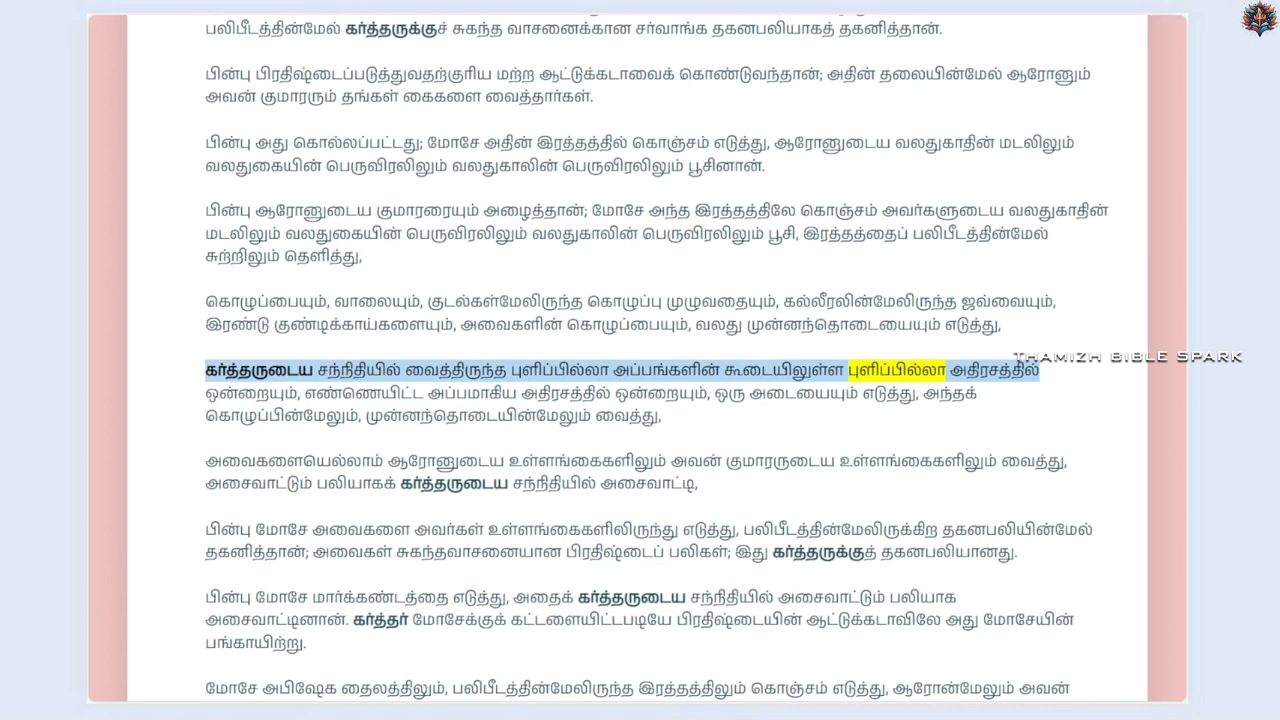 பலிபீடத்தின்மேல் கர்த்தருக்குச் சுகந்த வாசனைக்கான சர்வாங்க தகனபலியாகத் தகனித்தான்.
பின்பு பிரதிஷ்டைப்படுத்துவதற்குரிய மற்ற ஆட்டுக்கடாவைக் கொண்டுவந்தான்; அதின் தலையின்மேல் ஆரோனும்
அவன் குமாரரும் தங்கள் கைகளை வைத்தார்கள்.
பின்பு அது கொல்லப்பட்டது; மோசே அதின் இரத்தத்தில் கொஞ்சம் எடுத்து, ஆரோனுடைய வலதுகாதின் மடலிலும்
வலதுகையின் பெருவிரலிலும் வலதுகாலின் பெருவிரலிலும் பூசினான்.
பின்பு ஆரோனுடைய குமாரரையும் அழைத்தான்; மோசே அந்த இரத்தத்திலே கொஞ்சம் அவர்களுடைய வலதுகாதின்
மடலிலும் வலதுகையின் பெருவிரலிலும் வலதுகாலின் பெருவிரலிலும் பூசி, இரத்தத்தைப் பலிபீடத்தின்மேல்
சுற்றிலும் தெளித்து,
கொழுப்பையும், வாலையும், குடல்கள்மேலிருந்த கொழுப்பு முழுவதையும், கல்லீரலின்மேலிருந்த ஜவ்வையும்,
இரண்டு குண்டிக்காய்களையும், அவைகளின் கொழுப்பையும், வலது முன்னந்தொடையையும் எடுத்து,
THAMIZH BIBLE SPARK
கர்த்தருடைய சந்நிதியில் வைத்திருந்த புளிப்பில்லா அப்பங்களின் கூடையிலுள்ள புளிப்பில்லா அதிரசத்தில்
ஒன்றையும், எண்ணெயிட்ட அப்பமாகிய அதிரசத்தில் ஒன்றையும், ஒரு அடையையும் எடுத்து, அந்தக்
கொழுப்பின்மேலும், முன்னந்தொடையின்மேலும் வைத்து,
அவைகளையெல்லாம் ஆரோனுடைய உள்ளங்கைகளிலும் அவன் குமாரருடைய உள்ளங்கைகளிலும் வைத்து,
அசைவாட்டும் பலியாகக் கர்த்தருடைய சந்நிதியில் அசைவாட்டி,
பின்பு மோசே அவைகளை அவர்கள் உள்ளங்கைகளிலிருந்து எடுத்து, பலிபீடத்தின்மேலிருக்கிற தகனபலியின்மேல்
தகனித்தான்; அவைகள் சுகந்தவாசனையான பிரதிஷ்டைப் பலிகள்; இது கர்த்தருக்குத் தகனபலியானது.
பின்பு மோசே மார்க்கண்டத்தை எடுத்து, அதைக் கர்த்தருடைய சந்நிதியில் அசைவாட்டும் பலியாக
அசைவாட்டினான். கர்த்தர் மோசேக்குக் கட்டளையிட்டபடியே பிரதிஷ்டையின் ஆட்டுக்கடாவிலே அது மோசேயின்
பங்காயிற்று.
மோசே அபிஷேக தைலத்திலும், பலிபீடத்தின்மேலிருந்த இரத்தத்திலும் கொஞ்சம் எடுத்து, ஆரோன்மேலும் அவன்